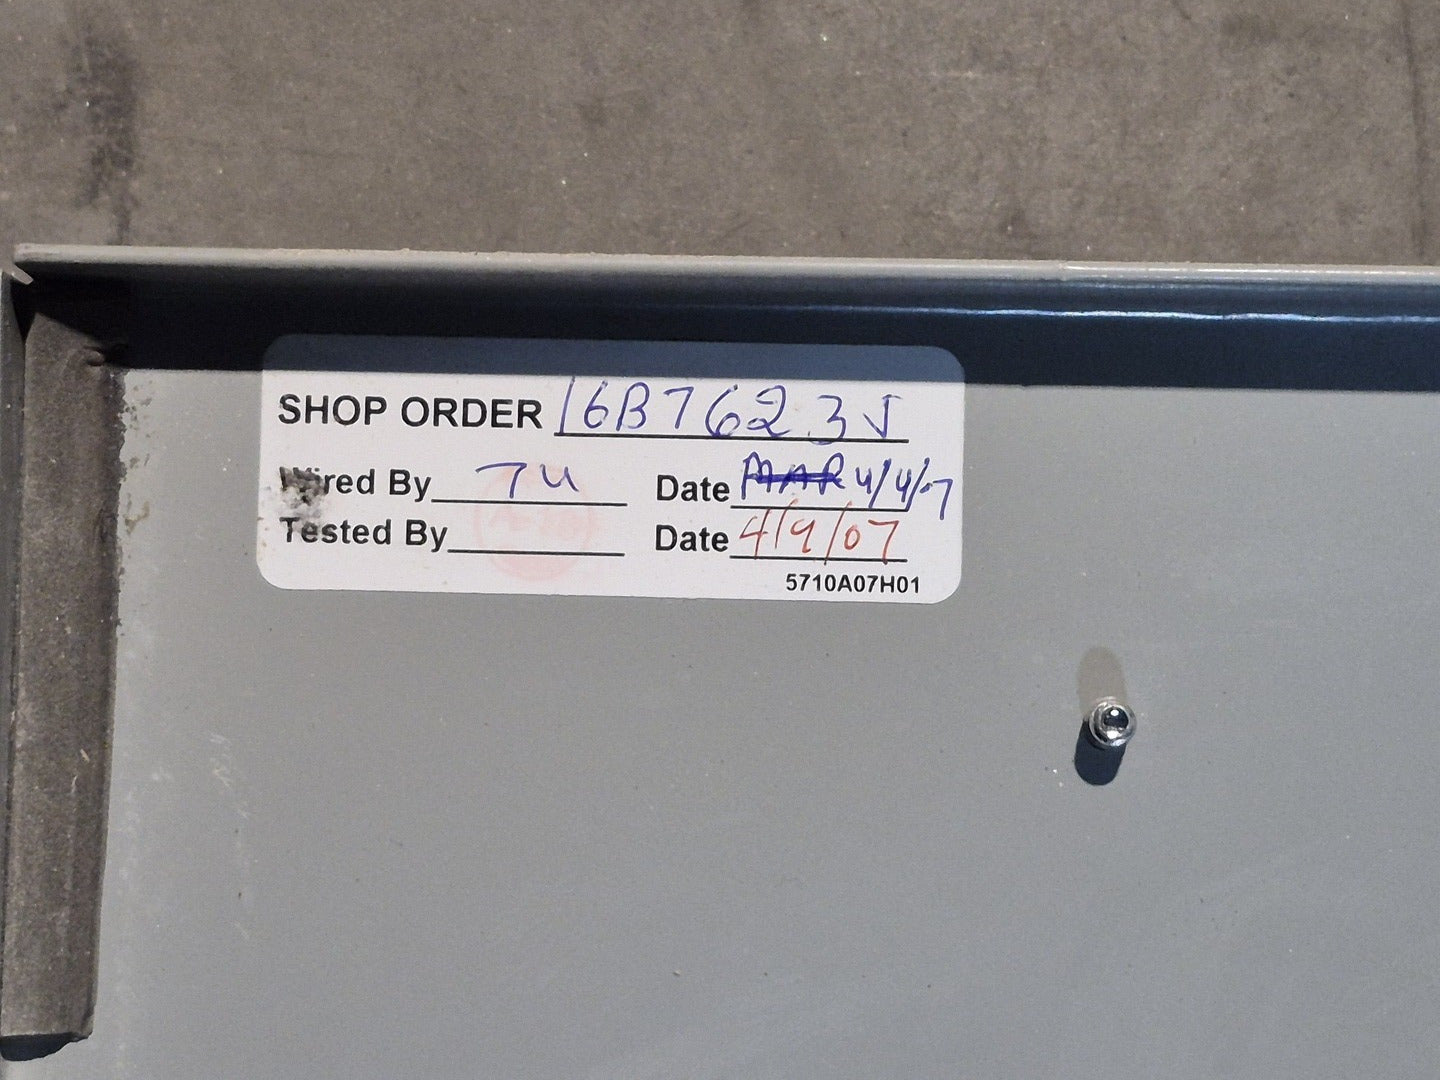 SHOP ORDER 16B7623J
Wired By TU Date MAR 4/4/07
Tested By Date 4/9/07
5710A07H01